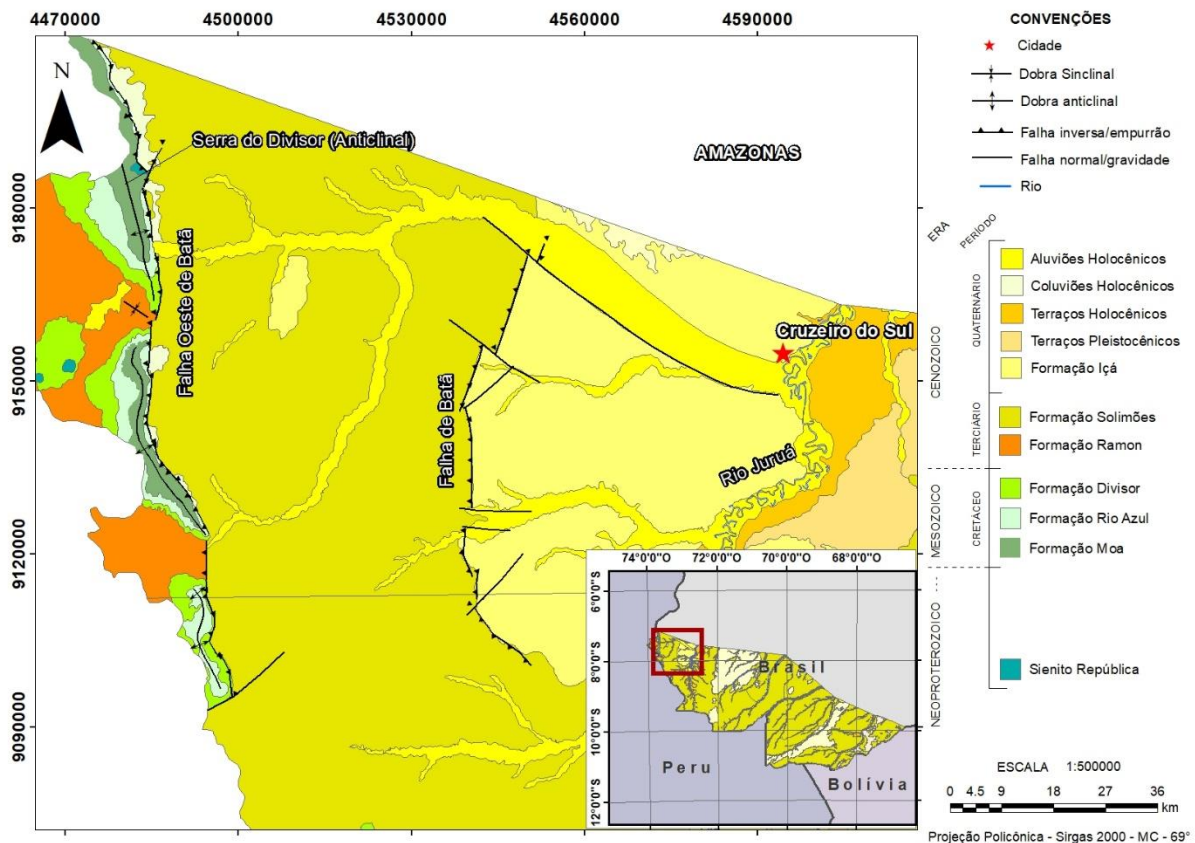 4470000
4500000
4530000
4560000
4590000
9180000
9150000
9120000
9090000
N
Serra do Divisor (Anticlinal)
AMAZONAS
Falha Oeste de Batã
Falha de Batã
Cruzeiro do Sul
Rio Juruá
74°0'0"S
72°0'0"S
70°0'0"S
68°0'0"S
6°0'0"S
8°0'0"S
10°0'0"S
12°0'0"S
Brasil
Peru
Bolívia
CONVENÇÕES
Cidade
Dobra Sinclinal
Dobra anticlinal
Falha inversa/empurrão
Falha normal/gravidade
Rio
ERA
PERÍODO
CENOZOICO
QUATERNÁRIO
Aluviões Holocênicos
Coluviões Holocênicos
Terraços Holocênicos
Terraços Pleistocênicos
Formação Içá
TERCIÁRIO
Formação Solimões
Formação Ramon
MESOZOICO
CRETÁCEO
Formação Divisor
Formação Rio Azul
Formação Moa
NEOPROTEROZOICO
Sienito República
ESCALA 1:500000
0 4.5 9 18 27 36
km
Projeção Policônica - Sirgas 2000 - MC - 69°